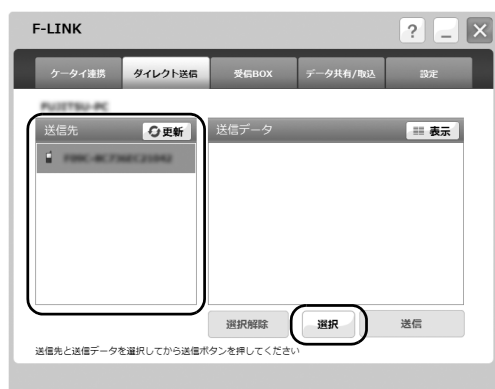 F-LINK
?
ケータイ連携 ダイレクト送信 受信BOX データ共有/取込 設定
送信先 更新 送信データ 表示
選択解除 選択 送信
送信先と送信データを選択してから送信ボタンを押してください